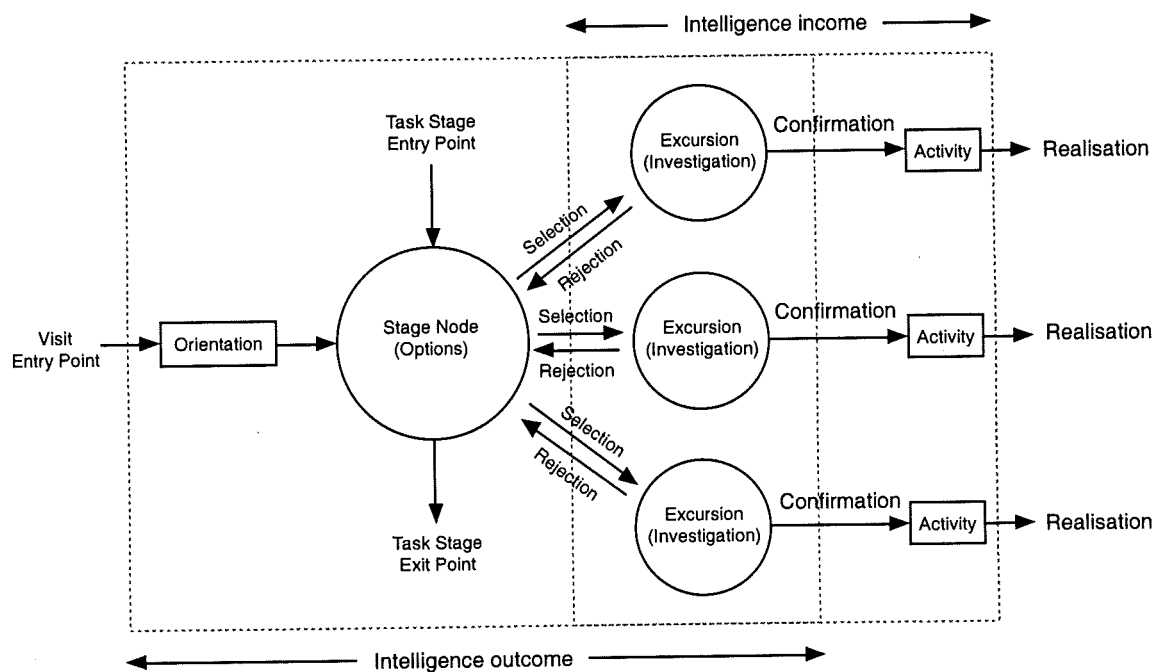 Intelligence income
Task Stage
Entry Point
Excursion
(Investigation)
Confirmation
Activity
Realisation
Selection
Rejection
Visit
Entry Point
Orientation
Stage Node
(Options)
Selection
Rejection
Excursion
(Investigation)
Confirmation
Activity
Realisation
Selection
Rejection
Excursion
(Investigation)
Confirmation
Activity
Realisation
Task Stage
Exit Point
Intelligence outcome